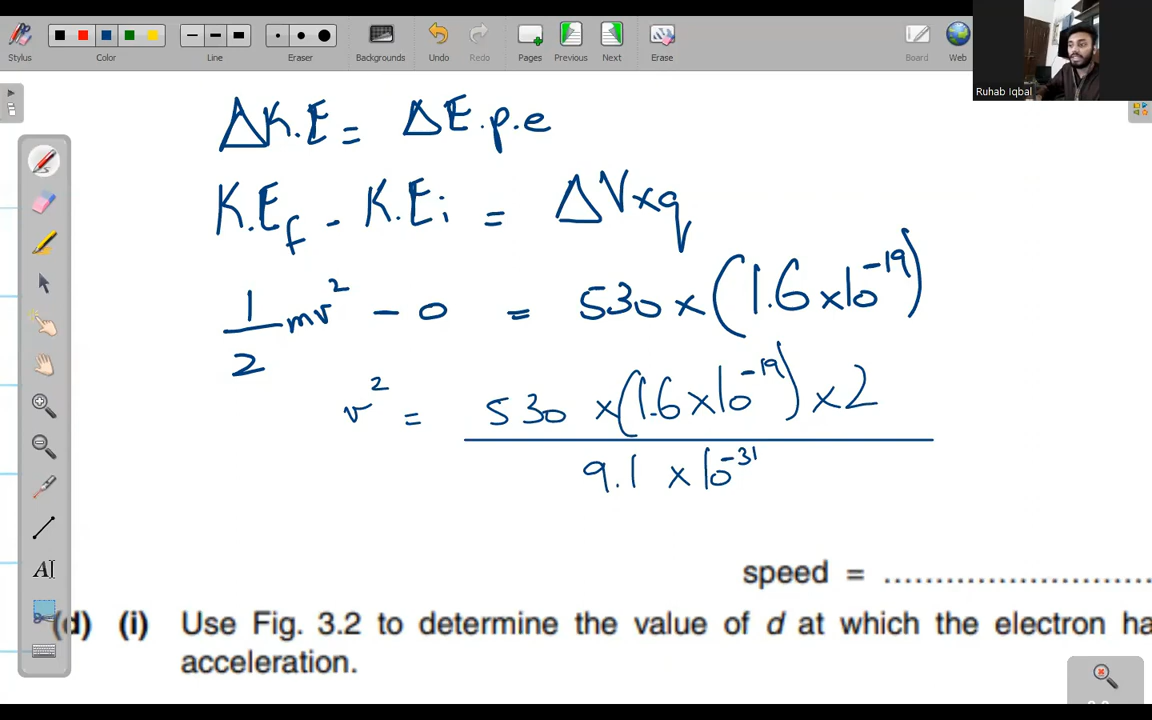 Stylus Color Line Eraser Backgrounds Undo Redo Pages Previous Next Erase Board Web
Ruhab Iqbal
ΔK.E = ΔE.p.e
K.E_f - K.E_i = ΔV×q
1/2 mv² - 0 = 530 × (1.6 × 10⁻¹⁹)
v² = 530 × (1.6 × 10⁻¹⁹) × 2
9.1 × 10⁻³¹
speed = ..............................
(d) (i) Use Fig. 3.2 to determine the value of d at which the electron ha
acceleration.